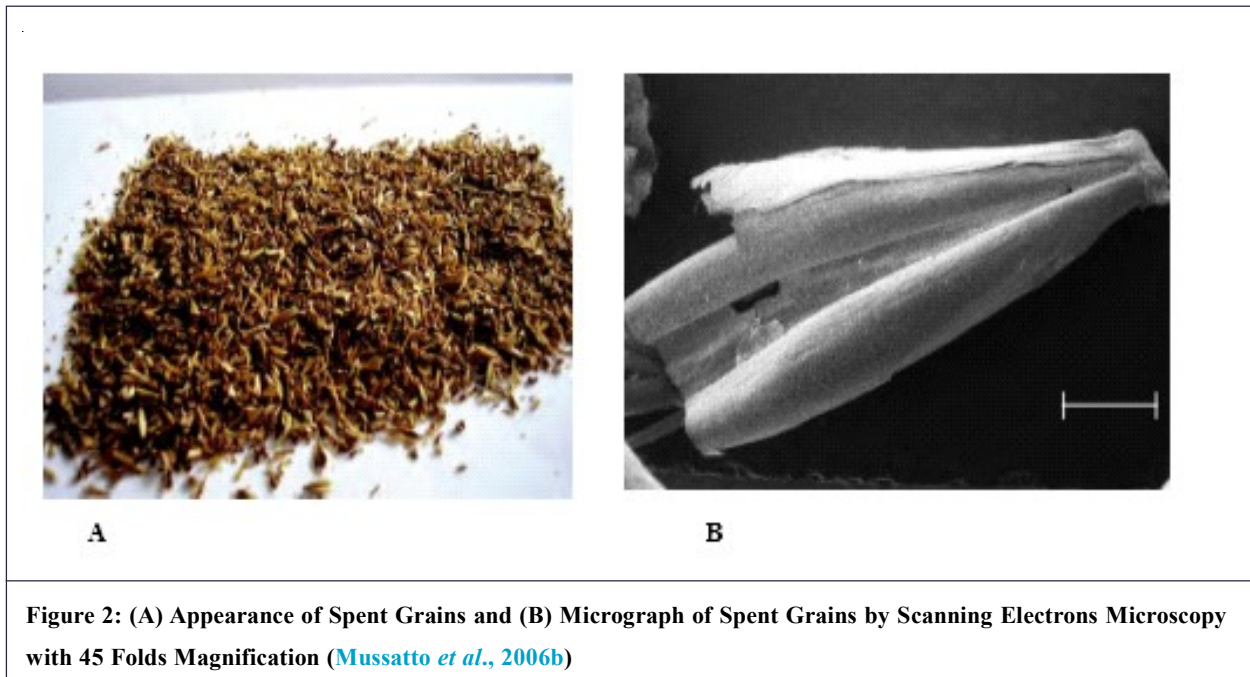 A
B
Figure 2: (A) Appearance of Spent Grains and (B) Micrograph of Spent Grains by Scanning Electrons Microscopy
with 45 Folds Magnification (Mussatto et al., 2006b)